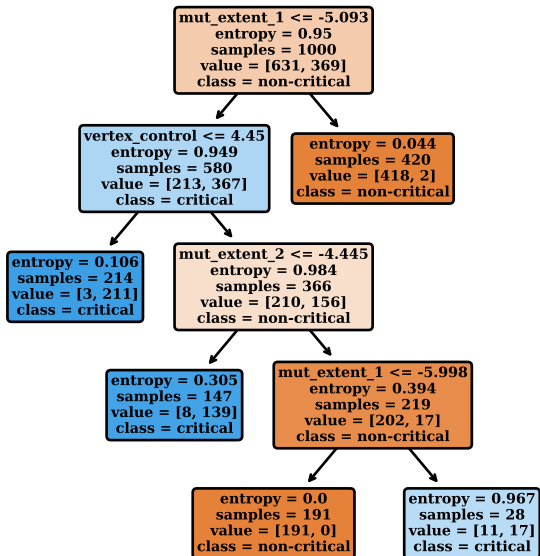 mut_extent_1 <= -5.093
entropy = 0.95
samples = 1000
value = [631, 369]
class = non-critical
vertex_control <= 4.45
entropy = 0.949
samples = 580
value = [213, 367]
class = critical
entropy = 0.044
samples = 420
value = [418, 2]
class = non-critical
entropy = 0.106
samples = 214
value = [3, 211]
class = critical
mut_extent_2 <= -4.445
entropy = 0.984
samples = 366
value = [210, 156]
class = non-critical
entropy = 0.305
samples = 147
value = [8, 139]
class = critical
mut_extent_1 <= -5.998
entropy = 0.394
samples = 219
value = [202, 17]
class = non-critical
entropy = 0.0
samples = 191
value = [191, 0]
class = non-critical
entropy = 0.967
samples = 28
value = [11, 17]
class = critical